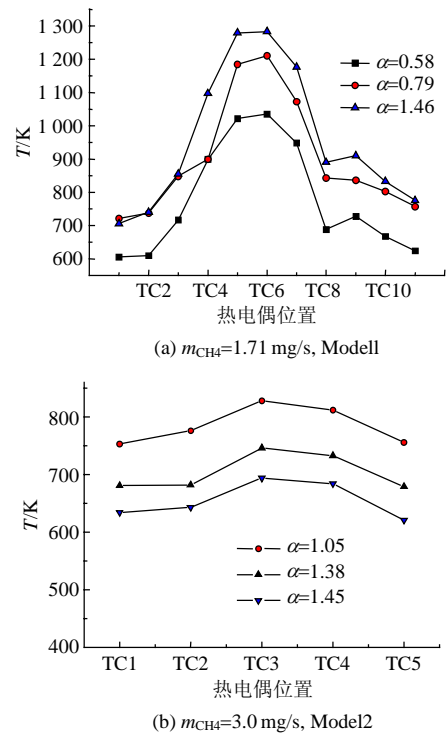 1 300
1 200
1 100
1 000
900
800
700
600
T/K
α=0.58
α=0.79
α=1.46
TC2 TC4 TC6 TC8 TC10
热电偶位置
(a) mCH4=1.71 mg/s, Modell
800
700
600
500
400
T/K
α=1.05
α=1.38
α=1.45
TC1 TC2 TC3 TC4 TC5
热电偶位置
(b) mCH4=3.0 mg/s, Model2